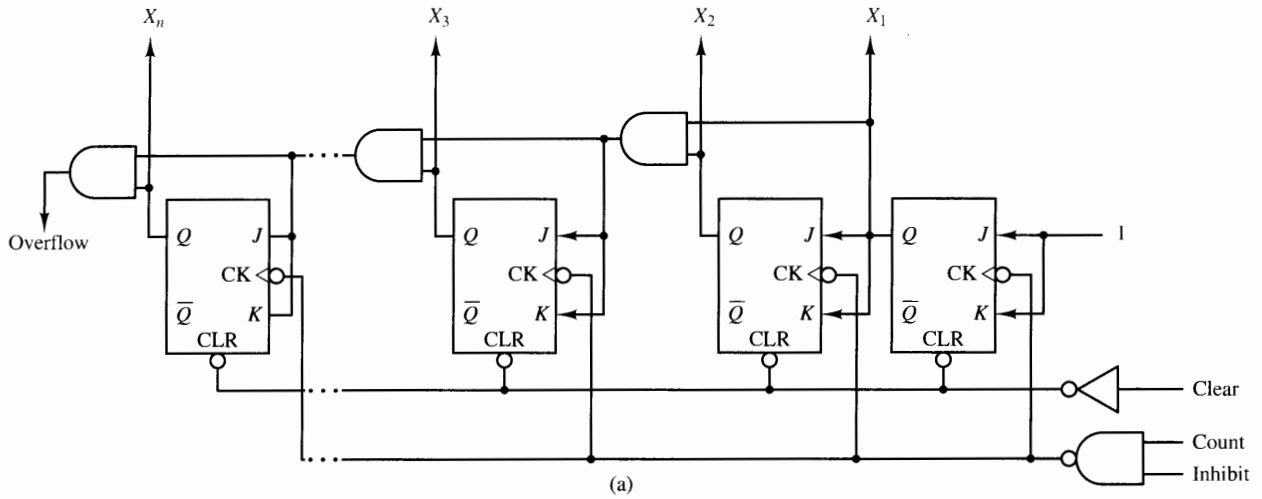 Xn X3 X2 X1
Overflow
Q J Q J Q J Q J 1
CK CK CK CK
Q̅ K Q̅ K Q̅ K Q̅ K
CLR CLR CLR CLR
Clear
Count
Inhibit
(a)